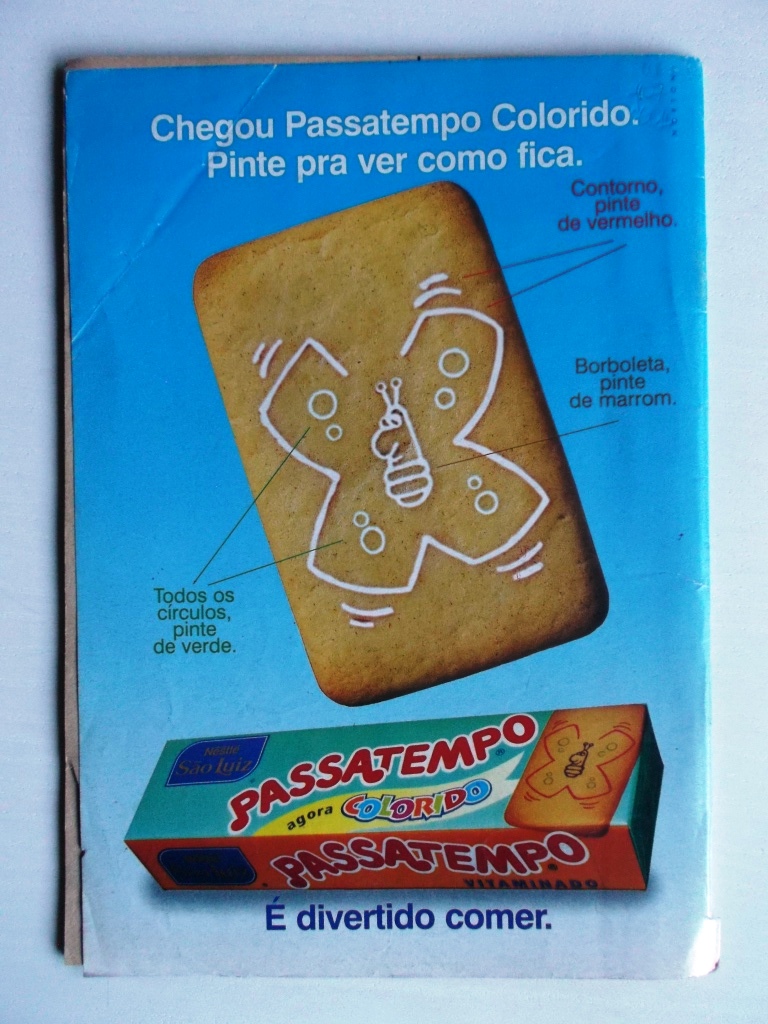 Chegou Passatempo Colorido.
Pinte pra ver como fica.
Contorno,
pinte
de vermelho.
Borboleta,
pinte
de marrom.
Todos os
círculos,
pinte
de verde.
Nestlé
São Luiz
PASSATEMPO
agora COLORIDO
PASSATEMPO
VITAMINADO
É divertido comer.